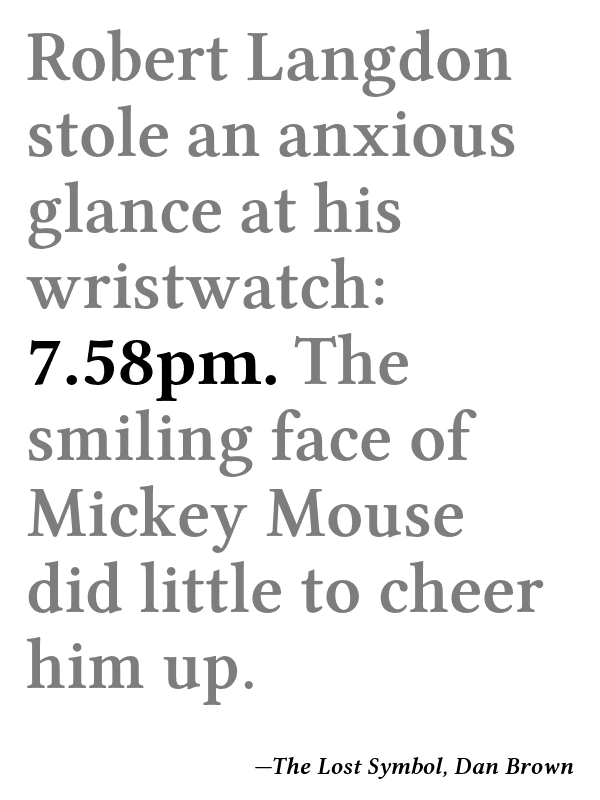 Robert Langdon
stole an anxious
glance at his
wristwatch:
7.58pm. The
smiling face of
Mickey Mouse
did little to cheer
him up.
—The Lost Symbol, Dan Brown